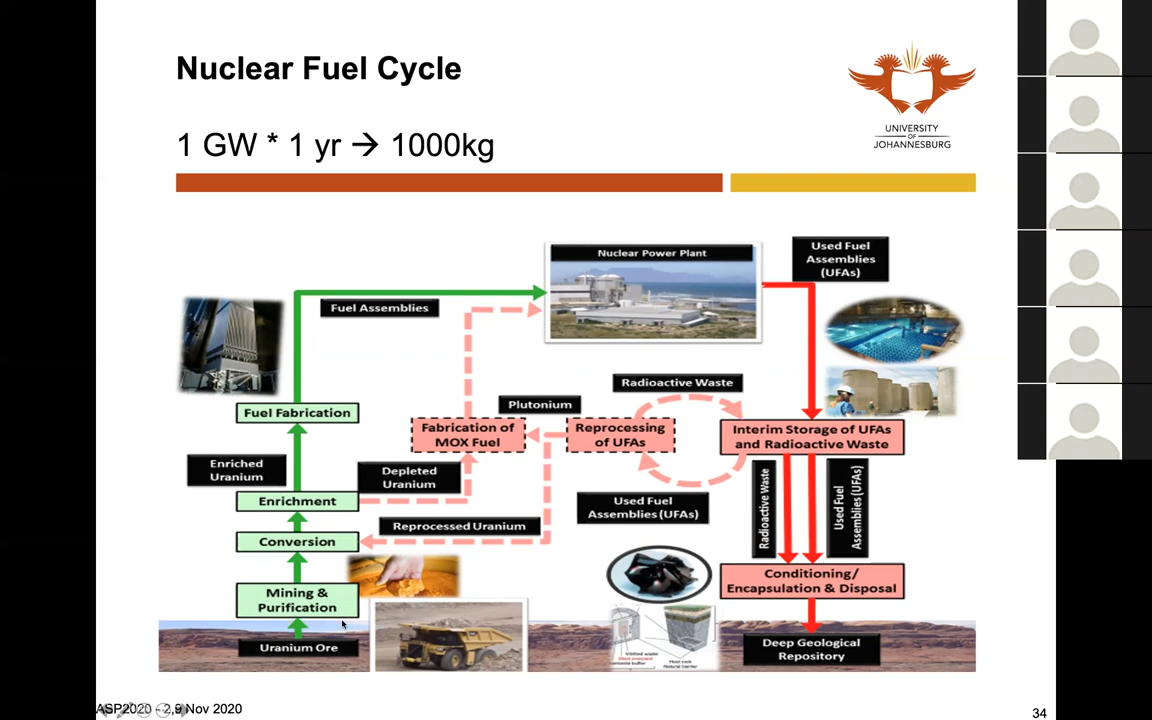 Nuclear Fuel Cycle
1 GW * 1 yr → 1000kg
UNIVERSITY
OF
JOHANNESBURG
Nuclear Power Plant
Used Fuel
Assemblies
(UFAs)
Fuel Assemblies
Radioactive Waste
Plutonium
Fuel Fabrication
Fabrication of
MOX Fuel
Reprocessing
of UFAs
Interim Storage of UFAs
and Radioactive Waste
Enriched
Uranium
Depleted
Uranium
Enrichment
Used Fuel
Assemblies (UFAs)
Radioactive Waste
Used Fuel
Assemblies (UFAs)
Reprocessed Uranium
Conversion
Mining &
Purification
Conditioning/
Encapsulation & Disposal
Uranium Ore
Deep Geological
Repository
ASP2020 - 2,9 Nov 2020
34